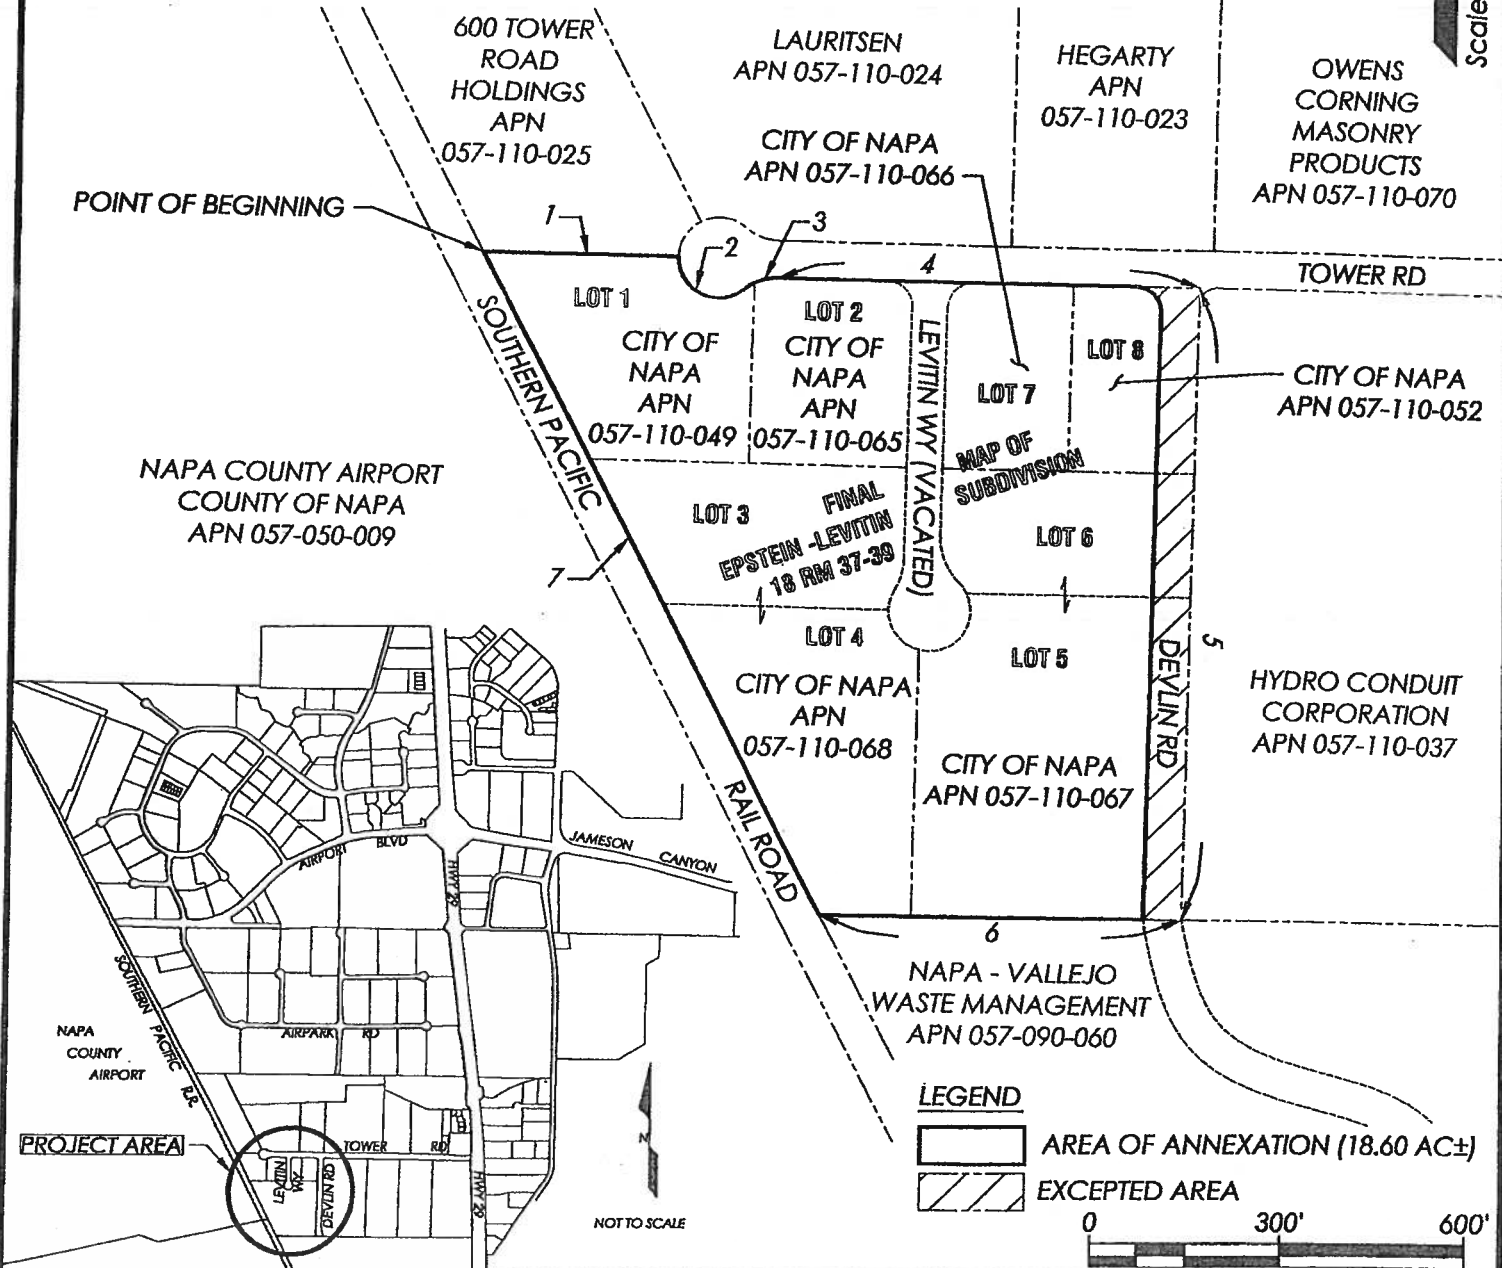 600 TOWER
ROAD
HOLDINGS
APN
057-110-025
LAURITSEN
APN 057-110-024
CITY OF NAPA
APN 057-110-066
HEGARTY
APN
057-110-023
OWENS
CORNING
MASONRY
PRODUCTS
APN 057-110-070
Scale
POINT OF BEGINNING
1
2
3
4
TOWER RD
LOT 1
CITY OF
NAPA
APN
057-110-049
LOT 2
CITY OF
NAPA
APN
057-110-065
LEVITIN WY (VACATED)
LOT 7
LOT 8
CITY OF NAPA
APN 057-110-052
SOUTHERN PACIFIC
RAIL ROAD
NAPA COUNTY AIRPORT
COUNTY OF NAPA
APN 057-050-009
LOT 3
FINAL
MAP OF
EPSTEIN -LEVITIN
SUBDIVISION
18 RM 37-39
LOT 6
7
5
LOT 4
CITY OF NAPA
APN
057-110-068
LOT 5
CITY OF NAPA
APN 057-110-067
DEVLIN RD
HYDRO CONDUIT
CORPORATION
APN 057-110-037
6
NAPA - VALLEJO
WASTE MANAGEMENT
APN 057-090-060
AIRPORT BLVD
JAMESON CANYON
HWY 29
SOUTHERN PACIFIC R.R.
NAPA
COUNTY
AIRPORT
AIRPARK RD
PROJECT AREA
TOWER RD
LEVITIN
WY
DEVLIN RD
HWY 29
N
NOT TO SCALE
LEGEND
AREA OF ANNEXATION (18.60 AC±)
EXCEPTED AREA
0 300' 600'